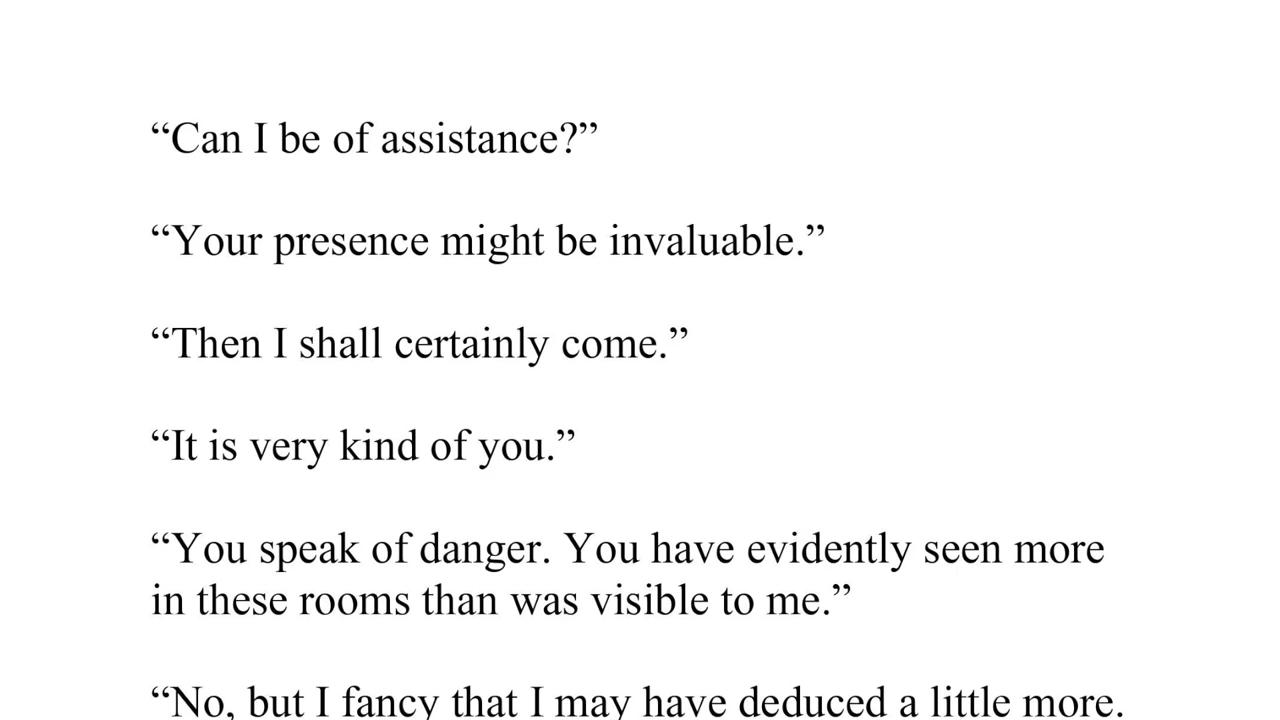 “Can I be of assistance?”
“Your presence might be invaluable.”
“Then I shall certainly come.”
“It is very kind of you.”
“You speak of danger. You have evidently seen more
in these rooms than was visible to me.”
“No, but I fancy that I may have deduced a little more.